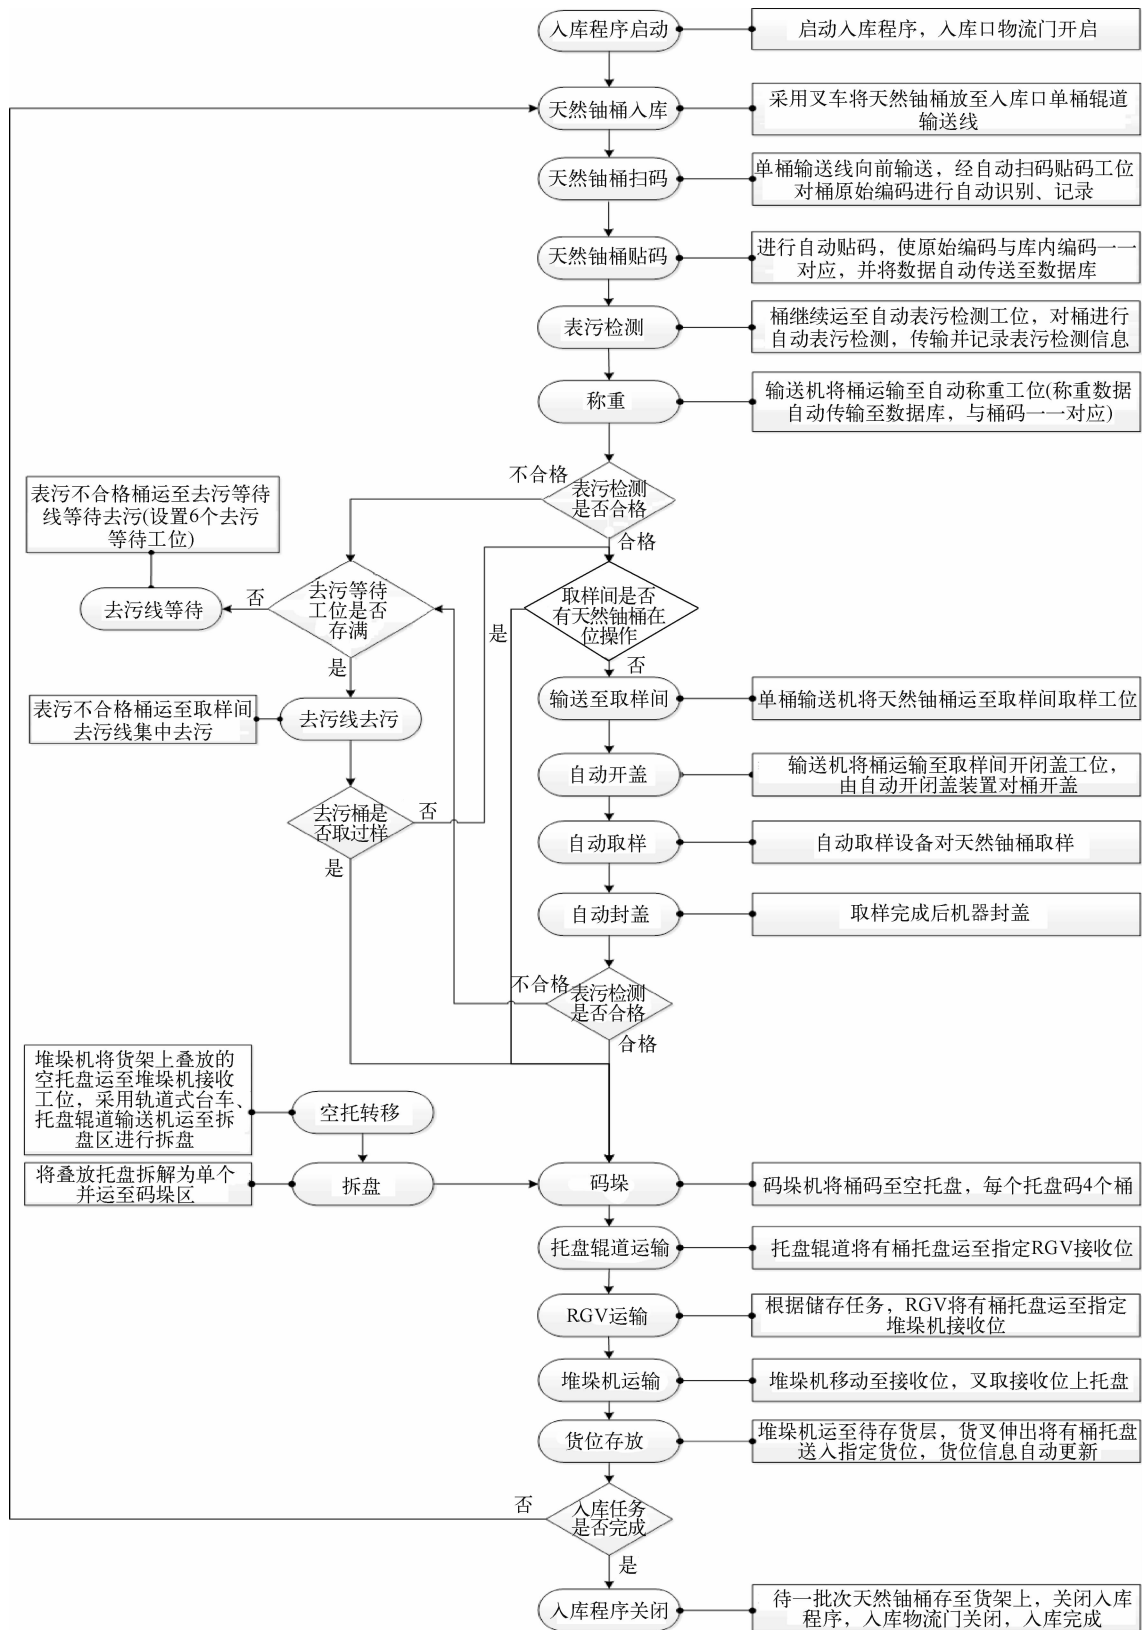 入库程序启动
启动入库程序，入库口物流门开启
天然铀桶入库
采用叉车将天然铀桶放至入库口单桶辊道
输送线
天然铀桶扫码
单桶输送线向前输送，经自动扫码贴码工位
对桶原始编码进行自动识别、记录
天然铀桶贴码
进行自动贴码，使原始编码与库内编码一一
对应，并将数据自动传送至数据库
表污检测
桶继续运至自动表污检测工位，对桶进行
自动表污检测，传输并记录表污检测信息
称重
输送机将桶运输至自动称重工位(称重数据
自动传输至数据库，与桶码一一对应)
不合格
表污检测
是否合格
合格
表污不合格桶运至去污等待
线等待去污(设置6个去污
等待工位)
去污线等待
否
去污等待
工位是否
存满
是
取样间是否
有天然铀桶在
位操作
是
否
表污不合格桶运至取样间
去污线集中去污
去污线去污
输送至取样间
单桶输送机将天然铀桶运至取样间取样工位
自动开盖
输送机将桶运输至取样间开闭盖工位，
由自动开闭盖装置对桶开盖
去污桶是
否取过样
否
是
自动取样
自动取样设备对天然铀桶取样
自动封盖
取样完成后机器封盖
不合格
表污检测
是否合格
合格
堆垛机将货架上叠放的
空托盘运至堆垛机接收
工位，采用轨道式台车、
托盘辊道输送机运至拆
盘区进行拆盘
空托转移
将叠放托盘拆解为单个
并运至码垛区
拆盘
码垛
码垛机将桶码至空托盘，每个托盘码4个桶
托盘辊道运输
托盘辊道将有桶托盘运至指定RGV接收位
RGV运输
根据储存任务，RGV将有桶托盘运至指定
堆垛机接收位
堆垛机运输
堆垛机移动至接收位，叉取接收位上托盘
货位存放
堆垛机运至待存货层，货叉伸出将有桶托盘
送入指定货位，货位信息自动更新
否
入库任务
是否完成
是
入库程序关闭
待一批次天然铀桶存至货架上，关闭入库
程序，入库物流门关闭，入库完成